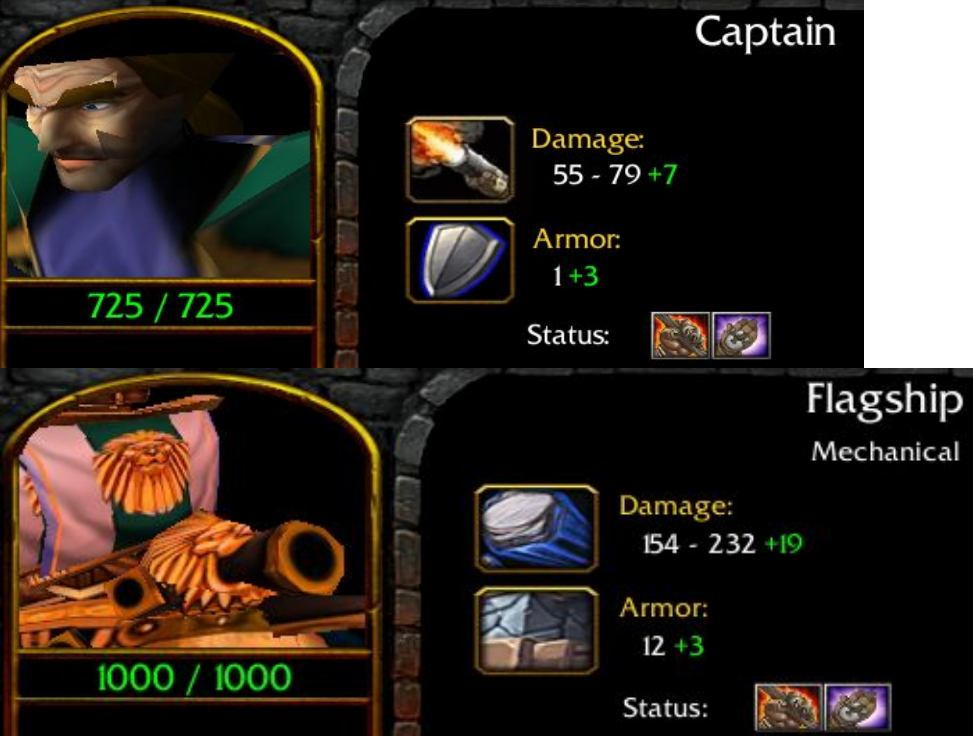 Captain
Damage:
55 - 79 +7
Armor:
1 +3
725 / 725
Status:
Flagship
Mechanical
Damage:
154 - 232 +19
Armor:
12 +3
1000 / 1000
Status: